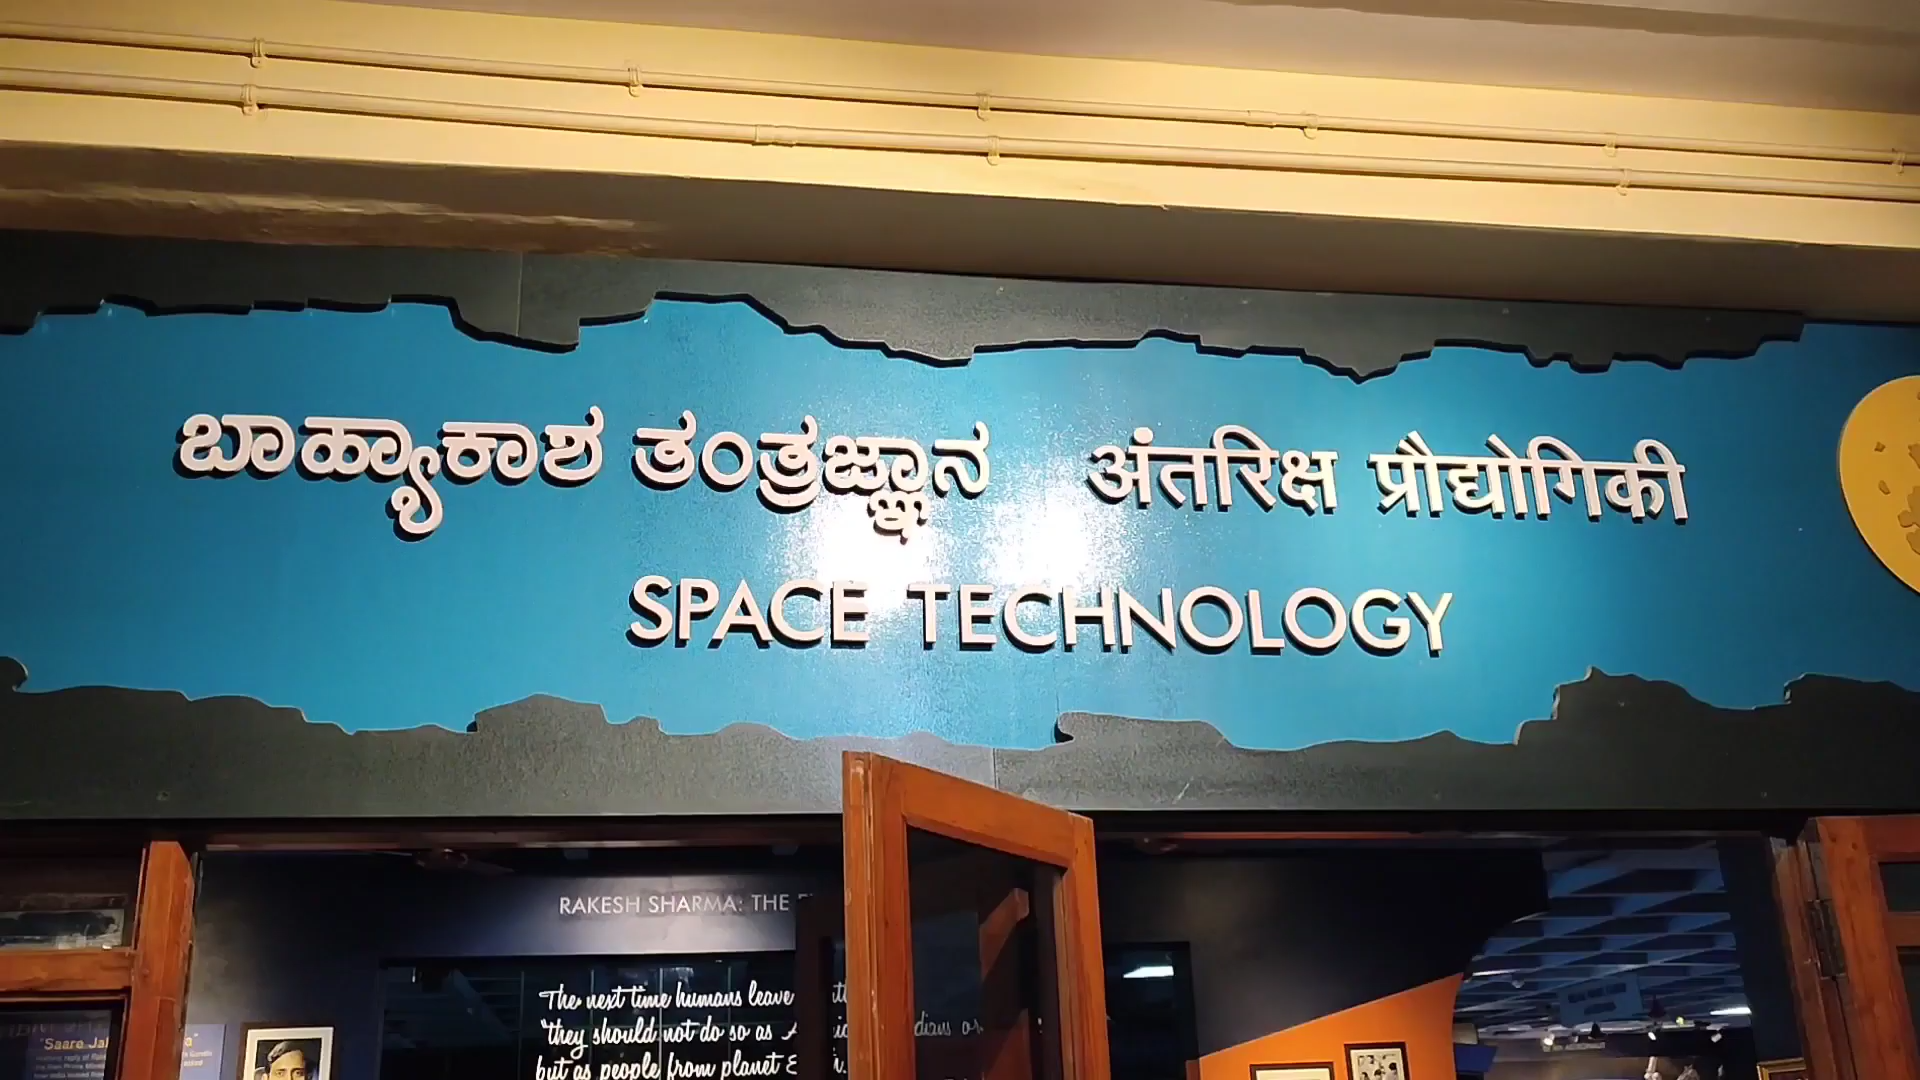 ಬಾಹ್ಯಾಕಾಶ ತಂತ್ರಜ್ಞಾನ अंतरिक्ष प्रौद्योगिकी
SPACE TECHNOLOGY
RAKESH SHARMA: THE
The next time humans leave
"they should not do so as
but as people from planet
"Saare